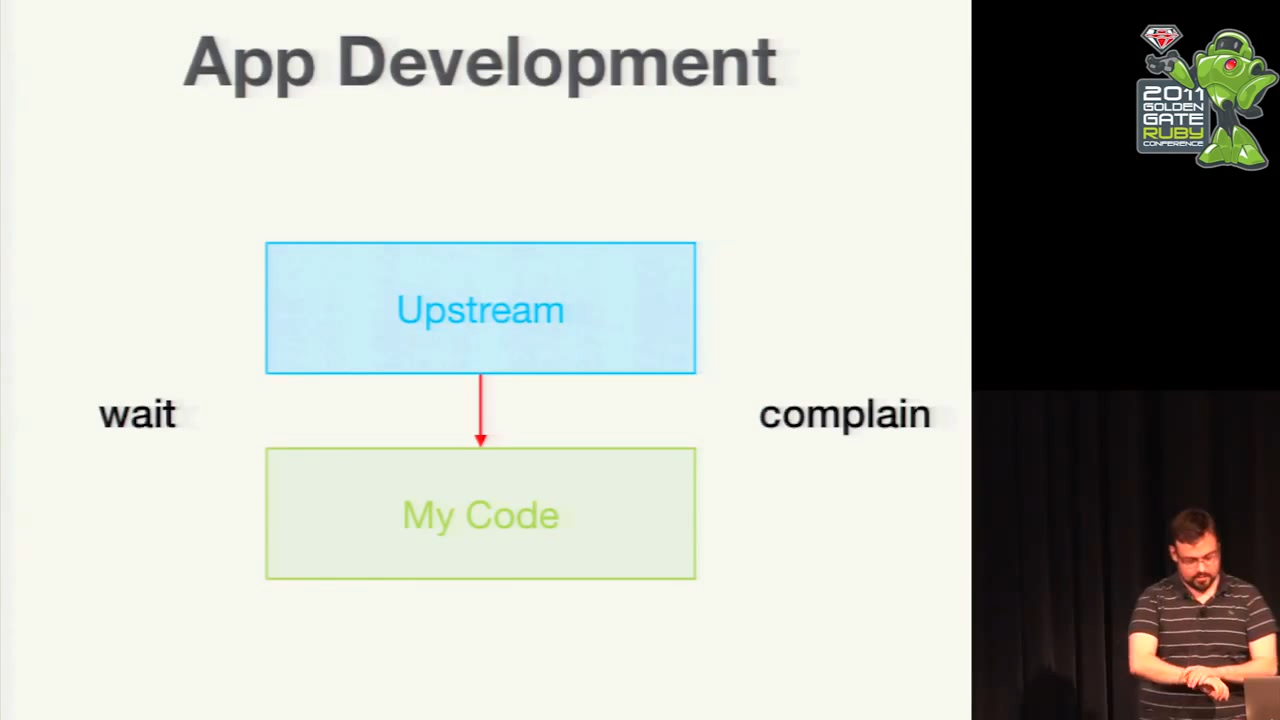 App Development
Upstream
wait
complain
My Code
2011
GOLDEN
GATE
RUBY
CONFERENCE